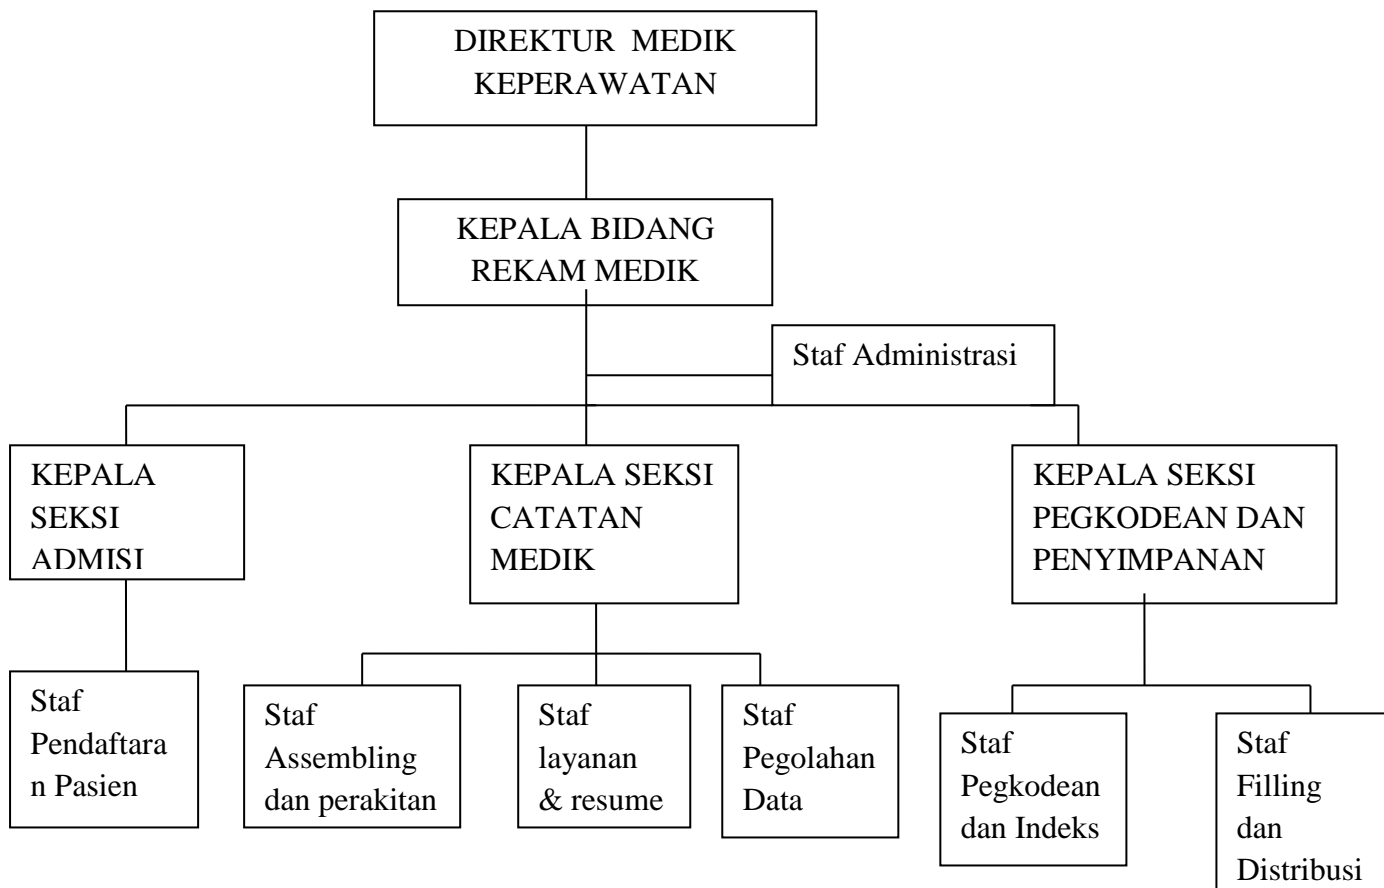 DIREKTUR MEDIK
KEPERAWATAN
KEPALA BIDANG
REKAM MEDIK
Staf Administrasi
KEPALA
SEKSI
ADMISI
KEPALA SEKSI
CATATAN
MEDIK
KEPALA SEKSI
PEGKODEAN DAN
PENYIMPANAN
Staf
Pendaftara
n Pasien
Staf
Assembling
dan perakitan
Staf
layanan
& resume
Staf
Pegolahan
Data
Staf
Pegkodean
dan Indeks
Staf
Filling
dan
Distribusi